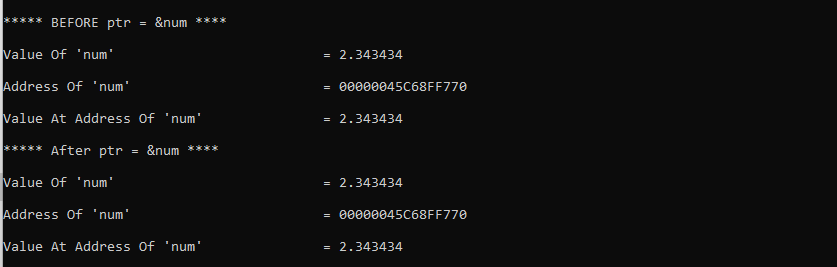 ***** BEFORE ptr = &num ****
Value Of 'num' = 2.343434
Address Of 'num' = 00000045C68FF770
Value At Address Of 'num' = 2.343434
***** After ptr = &num ****
Value Of 'num' = 2.343434
Address Of 'num' = 00000045C68FF770
Value At Address Of 'num' = 2.343434